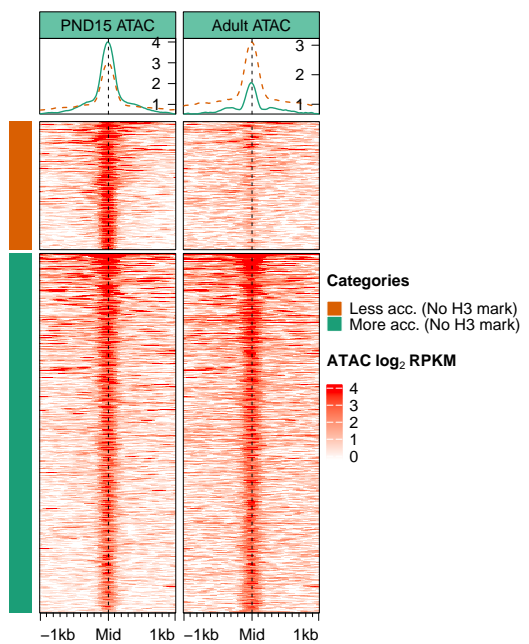 PND15 ATAC
Adult ATAC
4
3
2
1
3
2
1
Categories
Less acc. (No H3 mark)
More acc. (No H3 mark)
ATAC log₂ RPKM
4
3
2
1
0
−1kb Mid 1kb
−1kb Mid 1kb